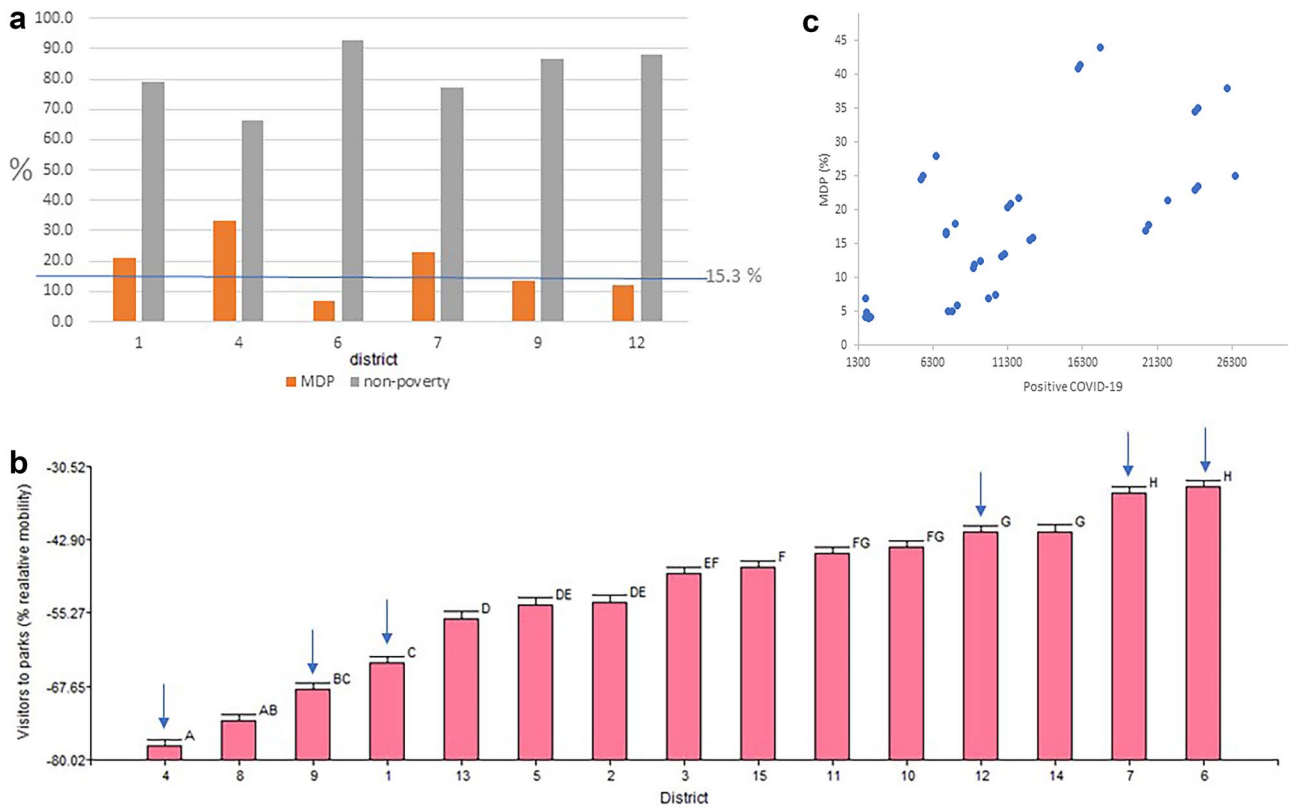 a
100.0
90.0
80.0
70.0
60.0
50.0
40.0
30.0
20.0
10.0
0.0
%
15.3 %
1 4 6 7 9 12
district
MDP non-poverty
c
45
40
35
30
25
20
15
10
5
0
MDP (%)
1300 6300 11300 16300 21300 26300
Positive COVID-19
b
Visitors to parks (% realative mobility)
-30.52
-42.90
-55.27
-67.65
-80.02
A AB BC C D DE DE EF F FG FG G G H H
4 8 9 1 13 5 2 3 15 11 10 12 14 7 6
District